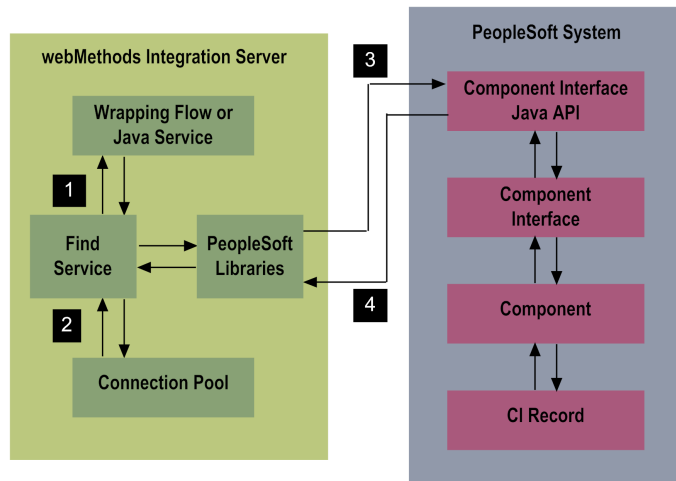 webMethods Integration Server
Wrapping Flow or
Java Service
1
Find
Service
PeopleSoft
Libraries
2
Connection Pool
3
4
PeopleSoft System
Component Interface
Java API
Component
Interface
Component
CI Record